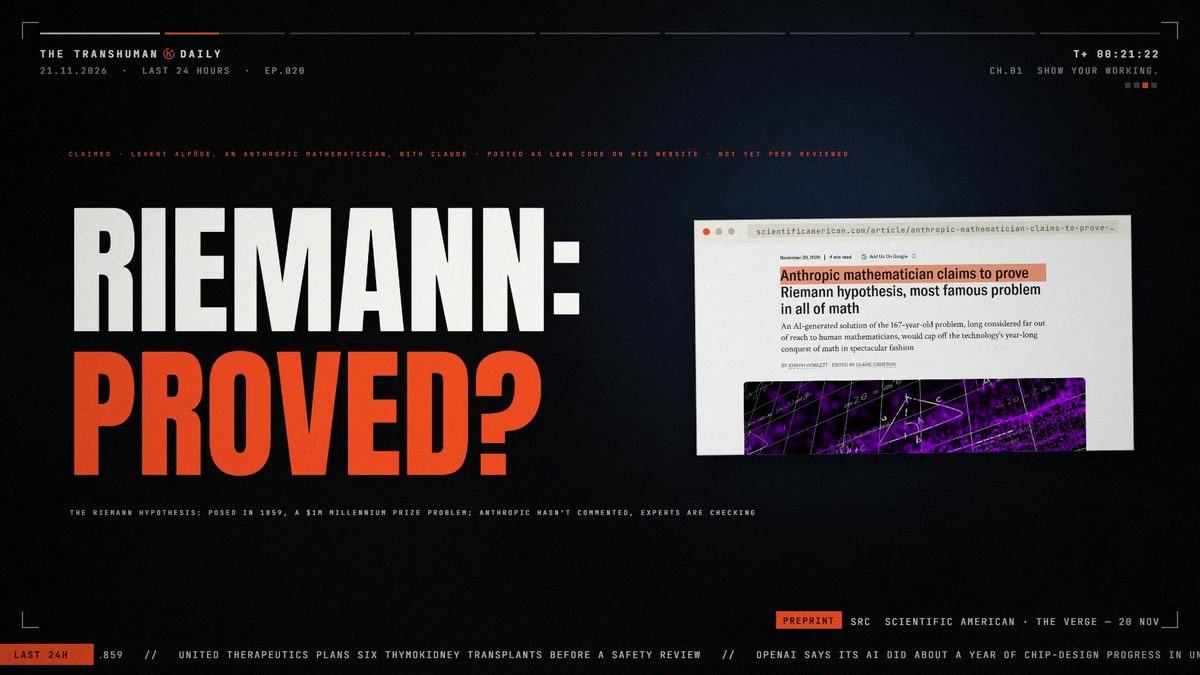 THE TRANSHUMAN h+ DAILY
21.11.2026 · LAST 24 HOURS · EP.820
T+ 00:21:22
CH.01 SHOW YOUR WORKING.
CLAIMED · LEVENT ALPÖGE, AN ANTHROPIC MATHEMATICIAN, WITH CLAUDE · POSTED AS LEAN CODE ON HIS WEBSITE · NOT YET PEER REVIEWED
RIEMANN:
PROVED?
scientificamerican.com/article/anthropic-mathematician-claims-to-prove-…
November 20, 2026 | 4 min read G Add Us On Google
Anthropic mathematician claims to prove
Riemann hypothesis, most famous problem
in all of math
An AI-generated solution of the 167-year-old problem, long considered far out
of reach to human mathematicians, would cap off the technology's year-long
conquest of math in spectacular fashion
BY JOSEPH HOWLETT EDITED BY CLAIRE CAMERON
THE RIEMANN HYPOTHESIS: POSED IN 1859, A $1M MILLENNIUM PRIZE PROBLEM; ANTHROPIC HASN'T COMMENTED, EXPERTS ARE CHECKING
PREPRINT SRC SCIENTIFIC AMERICAN · THE VERGE — 20 NOV
LAST 24H .859 // UNITED THERAPEUTICS PLANS SIX THYMOKIDNEY TRANSPLANTS BEFORE A SAFETY REVIEW // OPENAI SAYS ITS AI DID ABOUT A YEAR OF CHIP-DESIGN PROGRESS IN